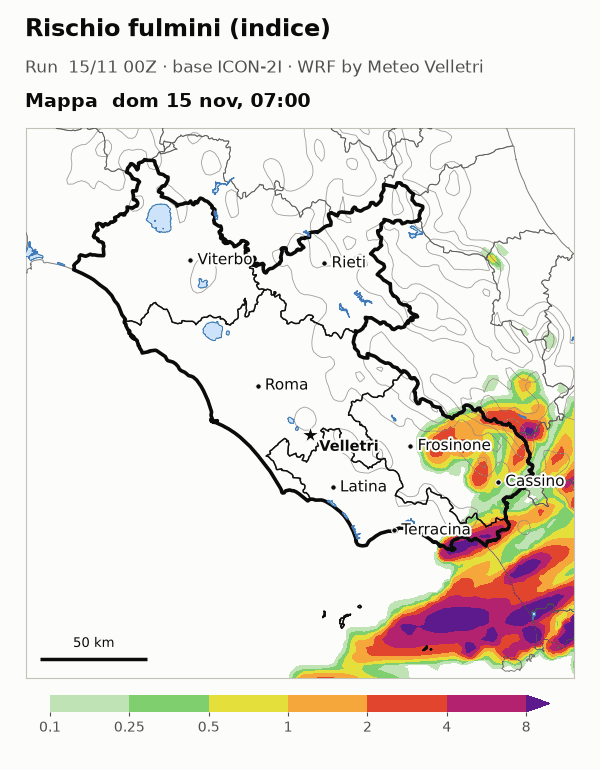 Rischio fulmini (indice)
Run  15/11 00Z · base ICON-2I · WRF by Meteo Velletri
Mappa  dom 15 nov, 07:00
Viterbo
Rieti
Roma
Velletri
Frosinone
Latina
Cassino
Terracina
50 km
0.1 0.25 0.5 1 2 4 8